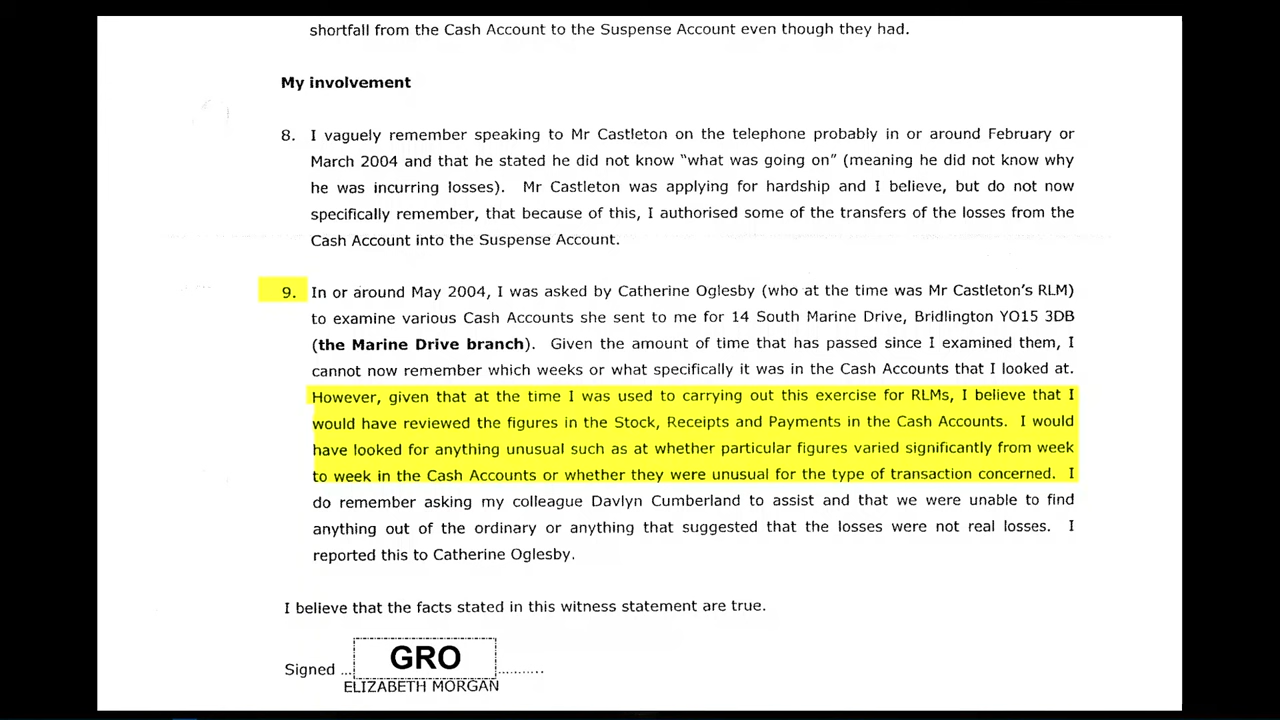 shortfall from the Cash Account to the Suspense Account even though they had.
My involvement
8. I vaguely remember speaking to Mr Castleton on the telephone probably in or around February or
March 2004 and that he stated he did not know “what was going on” (meaning he did not know why
he was incurring losses). Mr Castleton was applying for hardship and I believe, but do not now
specifically remember, that because of this, I authorised some of the transfers of the losses from the
Cash Account into the Suspense Account.
9. In or around May 2004, I was asked by Catherine Oglesby (who at the time was Mr Castleton’s RLM)
to examine various Cash Accounts she sent to me for 14 South Marine Drive, Bridlington YO15 3DB
(the Marine Drive branch). Given the amount of time that has passed since I examined them, I
cannot now remember which weeks or what specifically it was in the Cash Accounts that I looked at.
However, given that at the time I was used to carrying out this exercise for RLMs, I believe that I
would have reviewed the figures in the Stock, Receipts and Payments in the Cash Accounts. I would
have looked for anything unusual such as at whether particular figures varied significantly from week
to week in the Cash Accounts or whether they were unusual for the type of transaction concerned. I
do remember asking my colleague Davlyn Cumberland to assist and that we were unable to find
anything out of the ordinary or anything that suggested that the losses were not real losses. I
reported this to Catherine Oglesby.
I believe that the facts stated in this witness statement are true.
Signed ... GRO ..........
ELIZABETH MORGAN